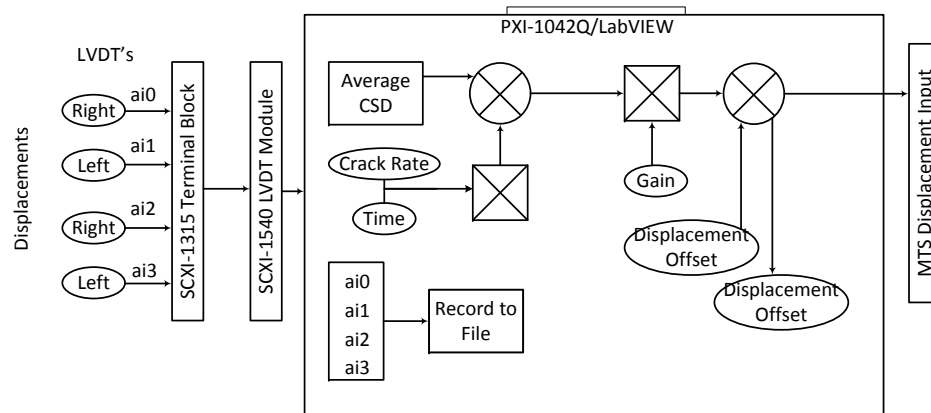 PXI-1042Q/LabVIEW
LVDT's
Displacements
Right
ai0
Left
ai1
Right
ai2
Left
ai3
SCXI-1315 Terminal Block
SCXI-1540 LVDT Module
Average
CSD
Crack Rate
Time
Gain
Displacement
Offset
Displacement
Offset
ai0
ai1
ai2
ai3
Record to
File
MTS Displacement Input